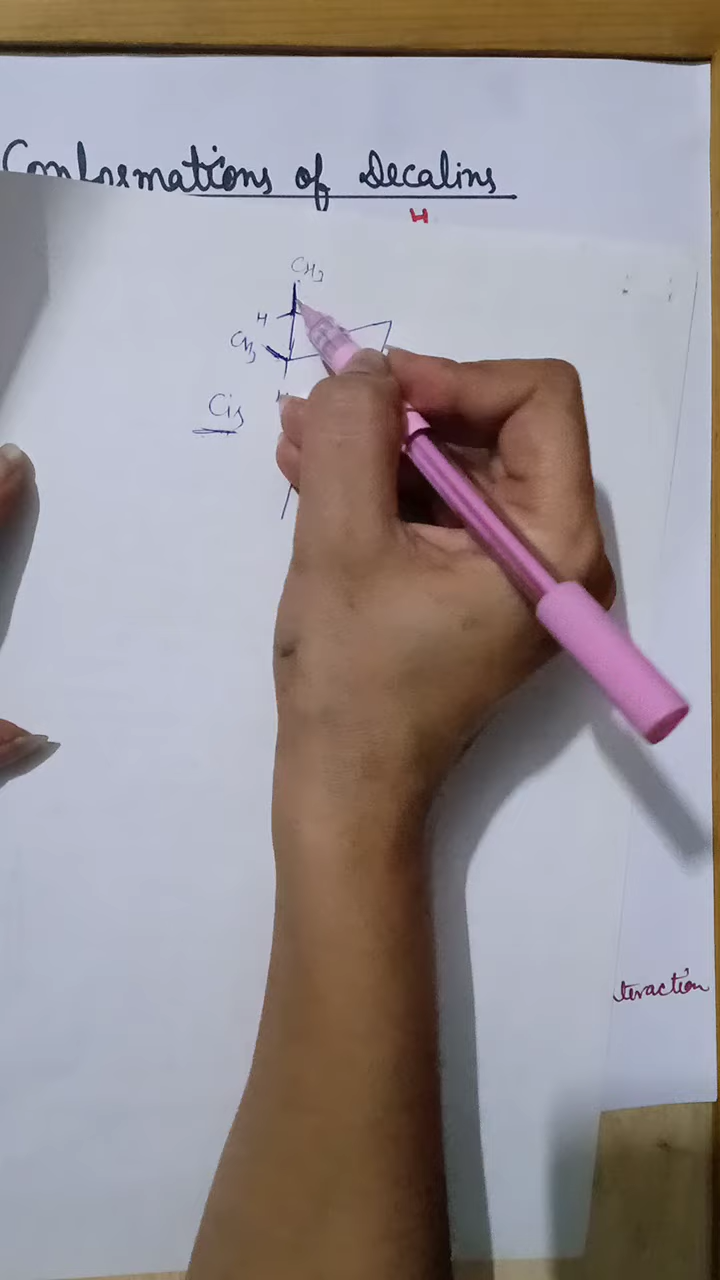 Conformations of Decalins
H
CH3
H
CH3
Cis
teraction